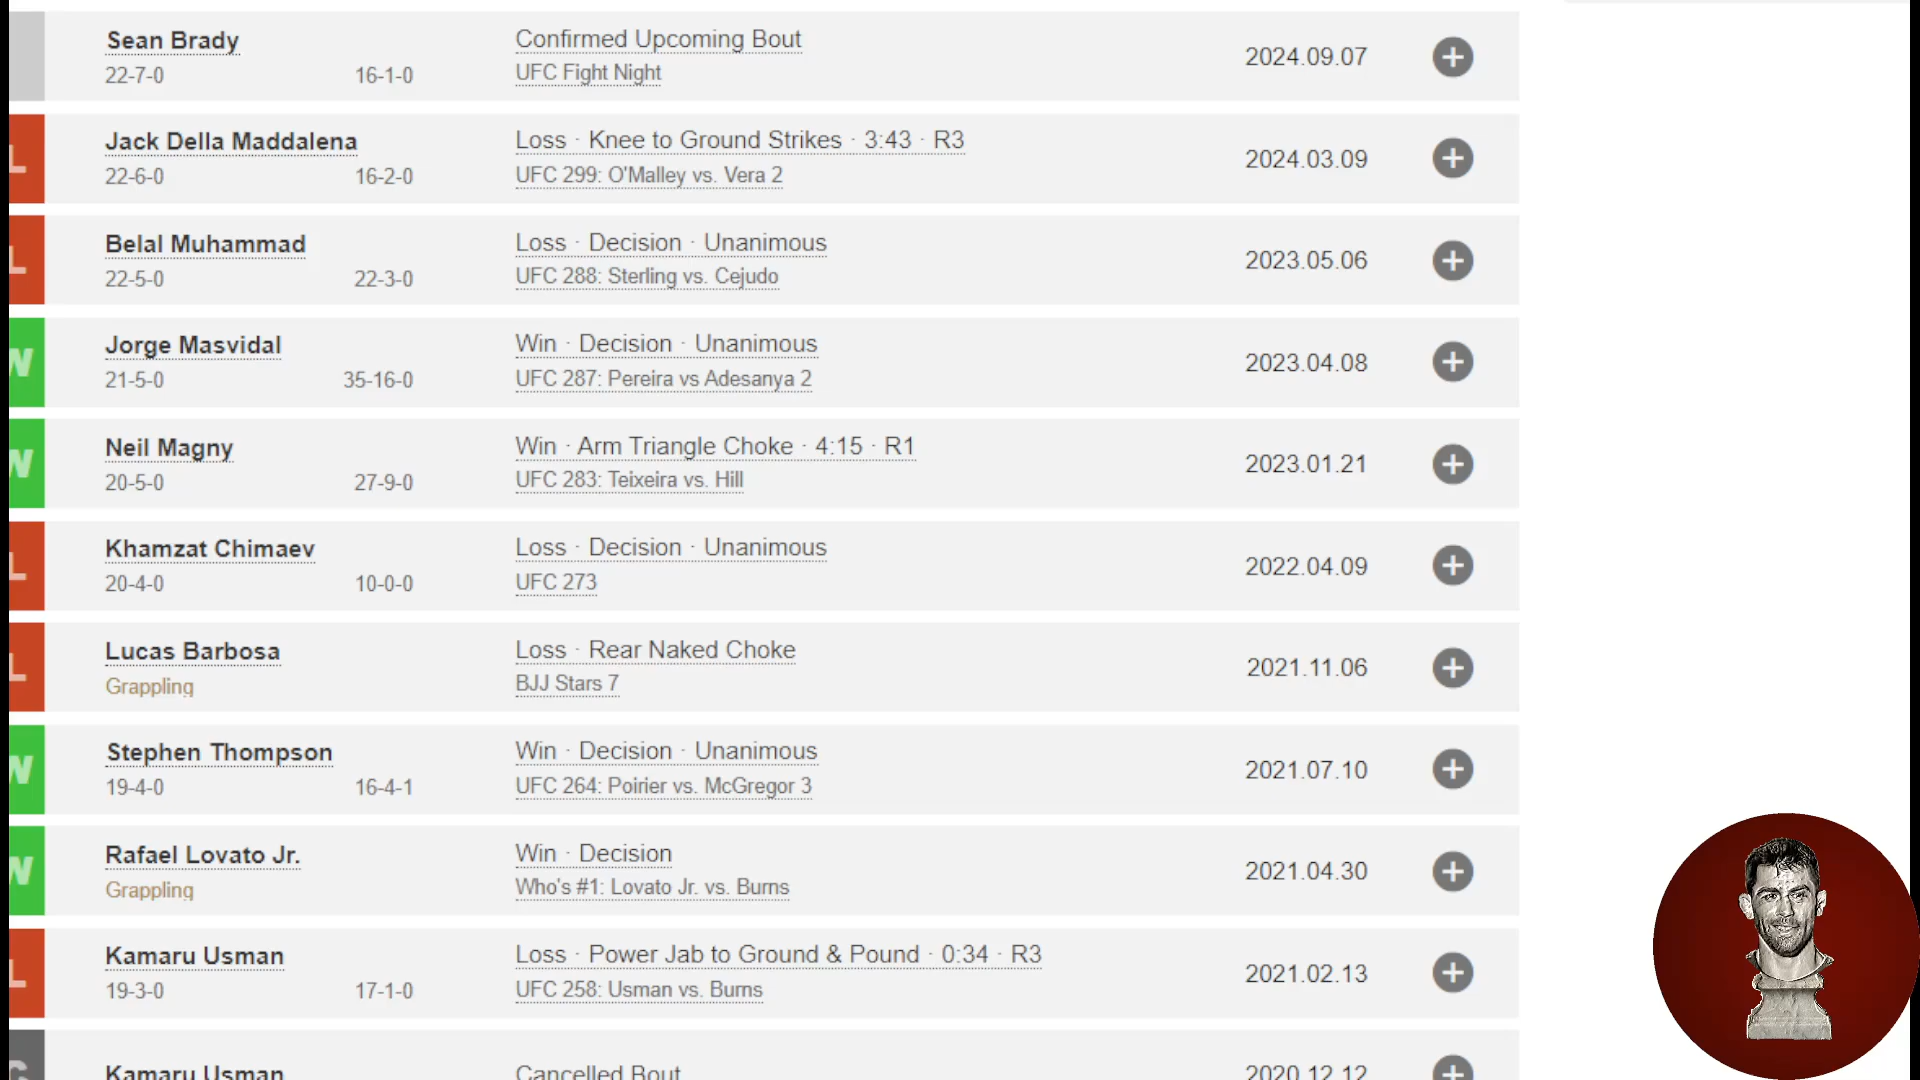 Sean Brady
Confirmed Upcoming Bout
22-7-0 16-1-0
UFC Fight Night
2024.09.07
L
Jack Della Maddalena
Loss · Knee to Ground Strikes · 3:43 · R3
22-6-0 16-2-0
UFC 299: O'Malley vs. Vera 2
2024.03.09
L
Belal Muhammad
Loss · Decision · Unanimous
22-5-0 22-3-0
UFC 288: Sterling vs. Cejudo
2023.05.06
W
Jorge Masvidal
Win · Decision · Unanimous
21-5-0 35-16-0
UFC 287: Pereira vs Adesanya 2
2023.04.08
W
Neil Magny
Win · Arm Triangle Choke · 4:15 · R1
20-5-0 27-9-0
UFC 283: Teixeira vs. Hill
2023.01.21
L
Khamzat Chimaev
Loss · Decision · Unanimous
20-4-0 10-0-0
UFC 273
2022.04.09
L
Lucas Barbosa
Loss · Rear Naked Choke
Grappling
BJJ Stars 7
2021.11.06
W
Stephen Thompson
Win · Decision · Unanimous
19-4-0 16-4-1
UFC 264: Poirier vs. McGregor 3
2021.07.10
W
Rafael Lovato Jr.
Win · Decision
Grappling
Who's #1: Lovato Jr. vs. Burns
2021.04.30
L
Kamaru Usman
Loss · Power Jab to Ground & Pound · 0:34 · R3
19-3-0 17-1-0
UFC 258: Usman vs. Burns
2021.02.13
C
Kamaru Usman
Cancelled Bout
2020.12.12